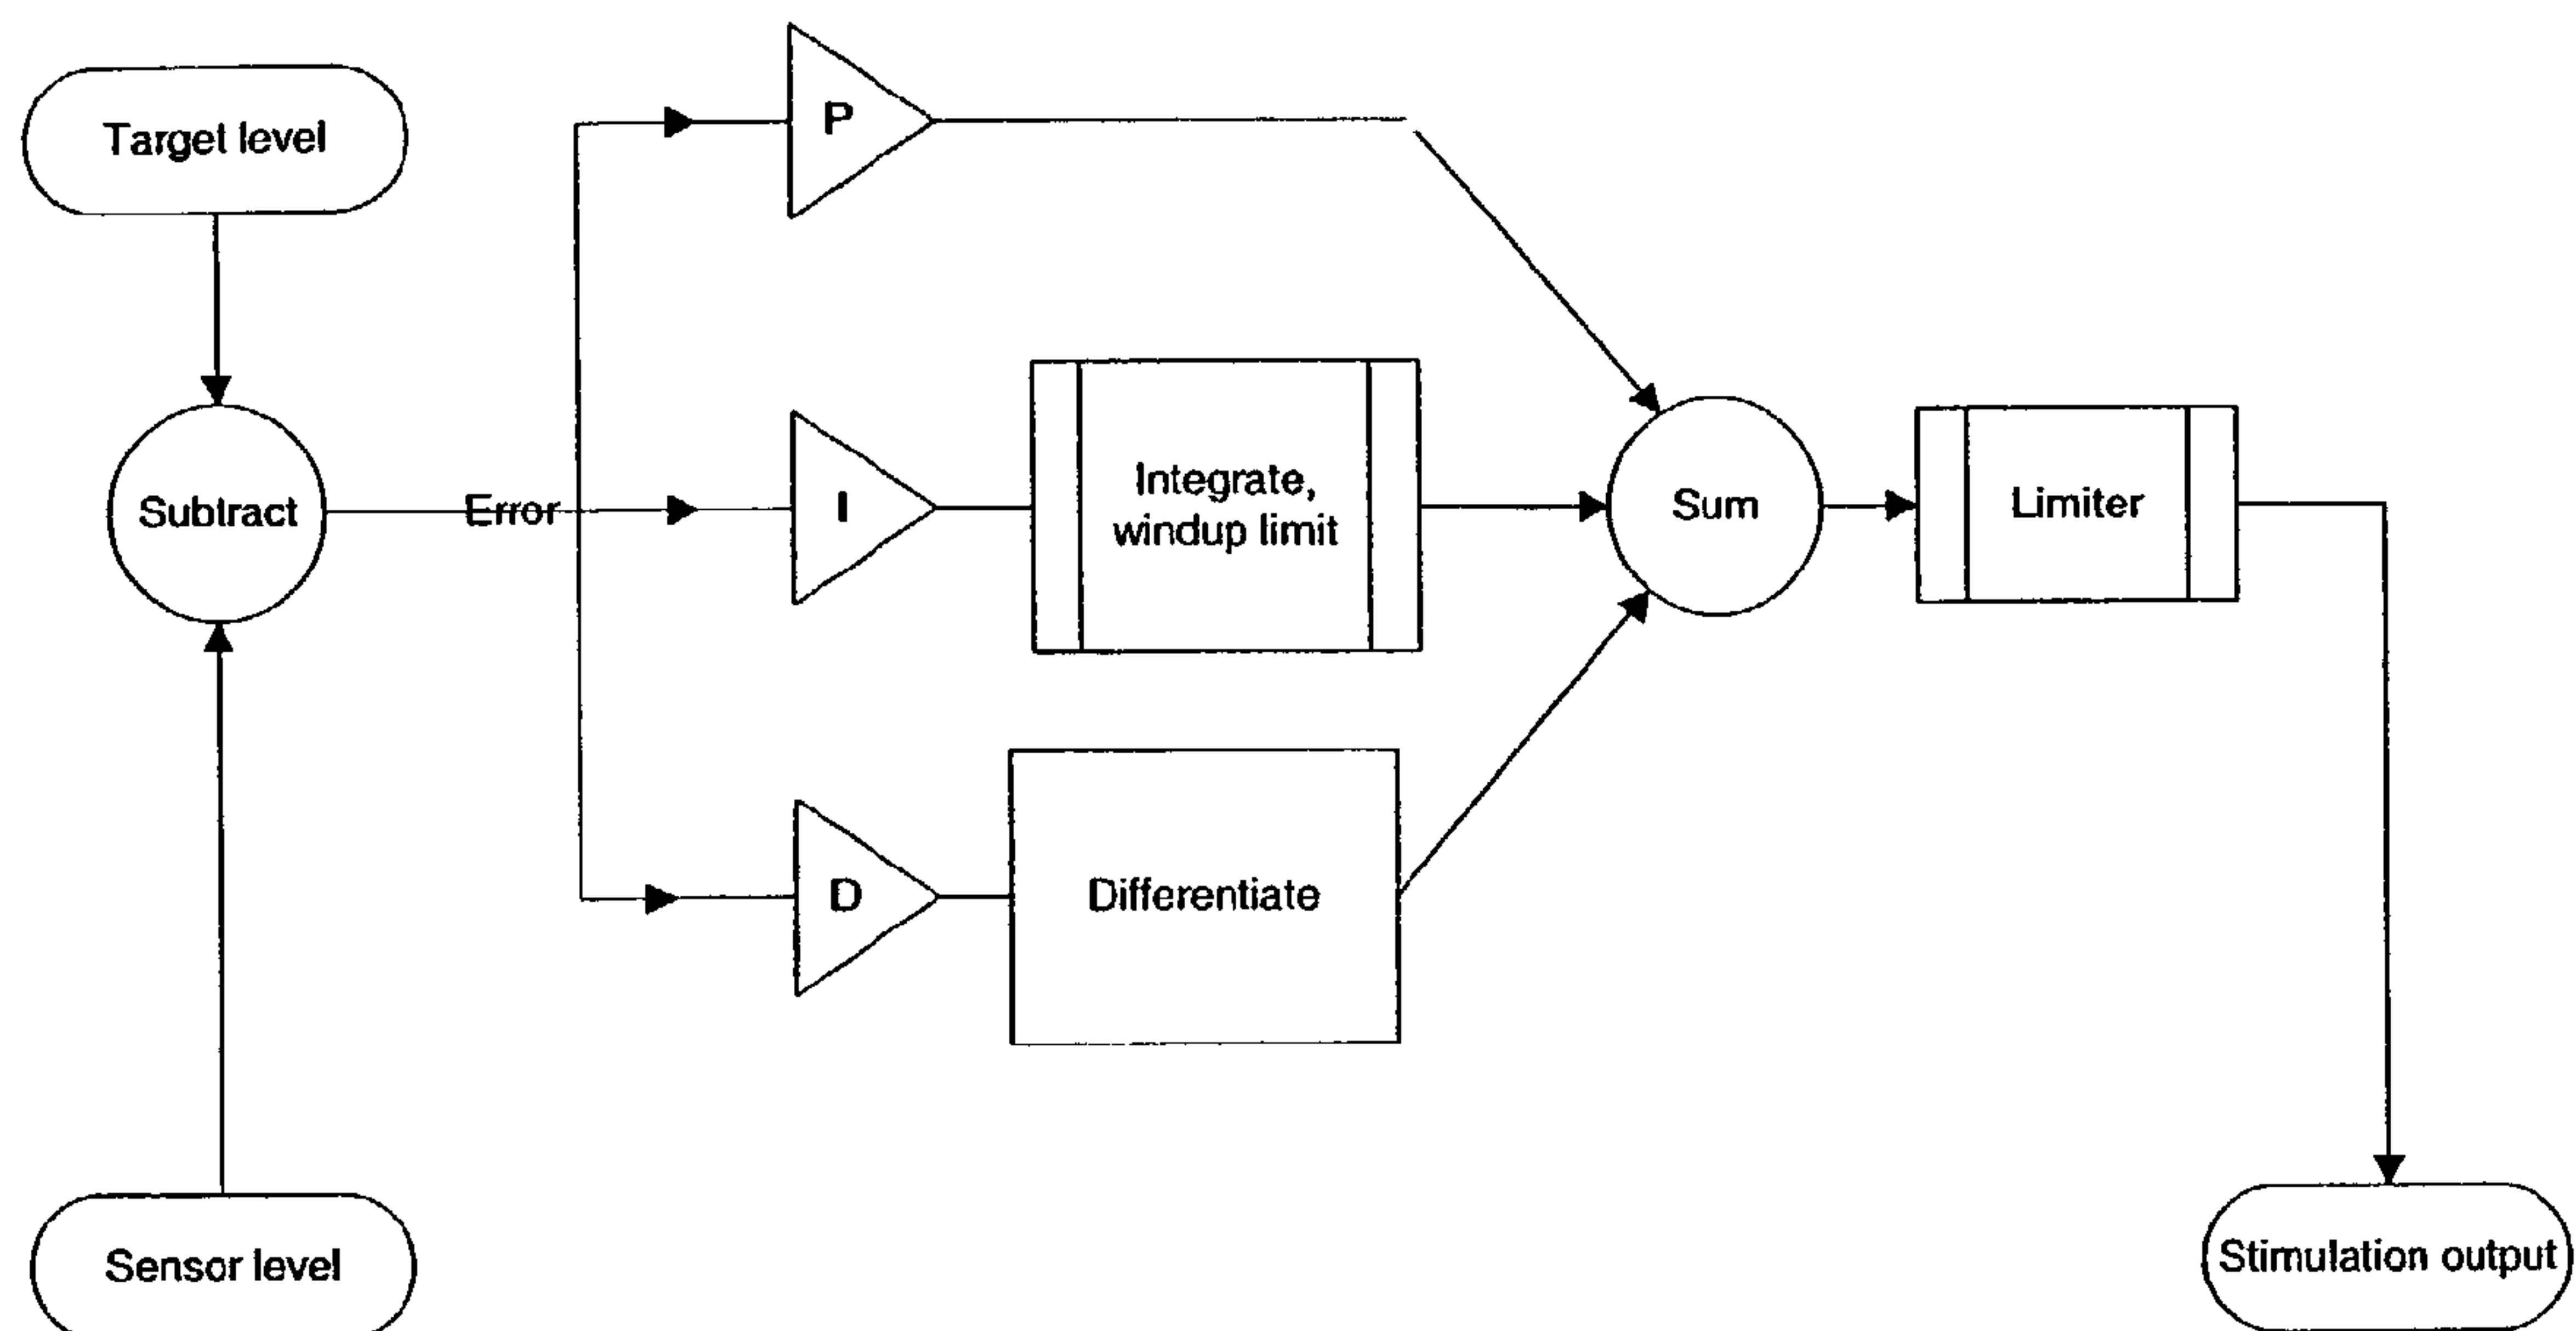 Target level
P
Subtract
Error
I
Integrate,
windup limit
Sum
Limiter
D
Differentiate
Sensor level
Stimulation output